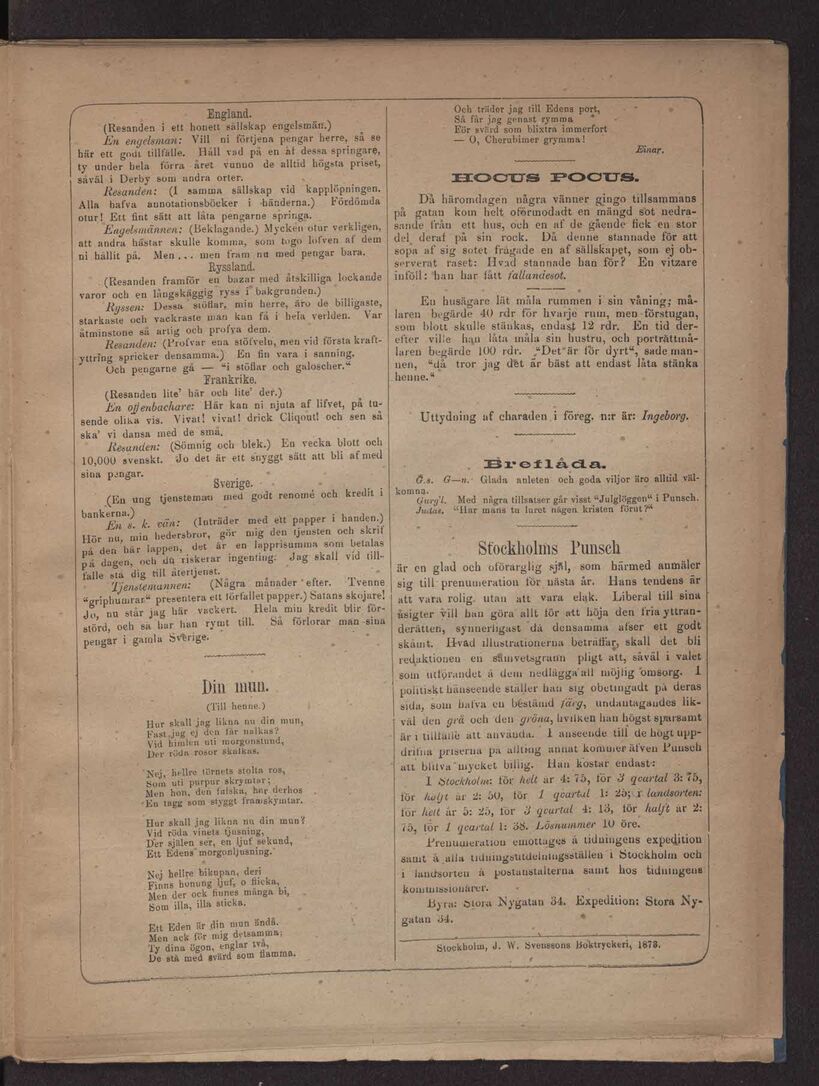 England.
(Resanden i ett honett sällskap engelsmän.)
En engelsman: Vill ni förtjena pengar herre, så se
här ett godt tillfälle. Håll vad på en af dessa springare,
ty under hela förra året vunno de alltid högsta priset,
såväl i Derby som andra orter.
Resanden: (I samma sällskap vid kapplöpningen.
Alla hafva annotationsböcker i händerna.) Fördömda
otur! Ett fint sätt att låta pengarne springa.
Engelsmännen: (Beklagande.) Mycken otur verkligen,
att andra hästar skulle komma, som togo lofven af dem
ni hållit på. Men ... men fram nu med pengar bara.
Ryssland.
(Resanden framför en bazar med åtskilliga lockande
varor och en långskäggig ryss i bakgrunden.)
Ryssen: Dessa stöflar, min herre, äro de billigaste,
starkaste och vackraste man kan få i hela verlden. Var
åtminstone så artig och profva dem.
Resanden: (Profvar ena stöfveln, men vid första kraft-
yttring spricker densamma.) En fin vara i sanning.
Och pengarne gå — "i stöflar och galoscher."
Frankrike.
(Resanden lite' här och lite' der.)
En offenbachare: Här kan ni njuta af lifvet, på tu-
sende olika vis. Vivat! vivat! drick Cliqout! och sen så
ska' vi dansa med de små.
Resanden: (Sömnig och blek.) En vecka blott och
10,000 svenskt. Jo det är ett snyggt sätt att bli af med
sina pengar.
Sverige.
(En ung tjensteman med godt renomé och kredit i
bankerna.)
En s. k. vän: (Inträder med ett papper i handen.)
Hör nu, min hedersbror, gör mig den tjensten och skrif
på den här lappen, det är en lapprisumma som betalas
på dagen, och du riskerar ingenting. Jag skall vid till-
fälle stå dig till återtjenst.
Tjenstemannen: (Några månader efter. Tvenne
"griphumrar" presentera ett förfallet papper.) Satans skojare!
Jo, nu står jag här vackert. Hela min kredit blir för-
störd, och sa har han rymt till. Så förlorar man sina
pengar i gamla Sverige.
Din mun.
(Till henne.)
Hur skall jag likna nu din mun,
Fast jag ej den får nalkas?
Vid himlen uti morgonstund,
Der röda rosor skalkas.
Nej, hellre törnets stolta ros,
Som uti purpur skrymtar;
Men hon, den falska, har derhos
En tagg som styggt framskymtar.
Hur skall jag likna nu din mun?
Vid röda vinets tjusning,
Der själen ser, en ljuf sekund,
Ett Edens morgonljusning.
Nej hellre bikupan, deri
Finns honung ljuf, o flicka,
Men der ock finnes många bi,
Som illa, illa sticka.
Ett Eden är din mun ändå.
Men ack för mig detsamma;
Ty dina ögon, englar två,
De stå med svärd som flamma.
Och träder jag till Edens port,
Så får jag genast rymma
För svärd som blixtra immerfort
— O, Cherubimer grymma!
Einar.
HOCUS POCUS.
Då häromdagen några vänner gingo tillsammans
på gatan kom helt oförmodadt en mängd sot nedra-
sande från ett hus, och en af de gående fick en stor
del deraf på sin rock. Då denne stannade för att
sopa af sig sotet frågade en af sällskapet, som ej ob-
serverat raset: Hvad stannade han för? En vitzare
inföll: han har fått fallandesot.
En husägare lät måla rummen i sin våning; må-
laren begärde 40 rdr för hvarje rum, men förstugan,
som blott skulle stänkas, endast 12 rdr. En tid der-
efter ville han låta måla sin hustru, och porträttmå-
laren begärde 100 rdr. "Det är för dyrt", sade man-
nen, "då tror jag det är bäst att endast låta stänka
henne."
Uttydning af charaden i föreg. n:r är: Ingeborg.
Breflåda.
G.s. G—n. Glada anleten och goda viljor äro alltid väl-
komna.
Gurg'l. Med några tillsatser går visst "Julglöggen" i Punsch.
Judas. "Har mans tu luret någen kristen förut?"
Stockholms Punsch
är en glad och oförarglig själ, som härmed anmäler
sig till prenumeration för nästa år. Hans tendens är
att vara rolig, utan att vara elak. Liberal till sina
åsigter vill han göra allt för att höja den fria yttran-
derätten, synnerligast då densamma afser ett godt
skämt. Hvad illustrationerna beträffar, skall det bli
redaktionen en samvetsgrann pligt att, såväl i valet
som utförandet å dem nedlägga all möjlig omsorg. I
politiskt hänseende ställer han sig obetingadt på deras
sida, som hafva en bestämd färg, undantagandes lik-
väl den grå och den gröna, hvilken han högst sparsamt
är i tillfälle att använda. I anseende till de högt upp-
drifna priserna på allting annat kommer äfven Punsch
att blifva mycket billig. Han kostar endast:
I Stockholm: för helt år 4: 75, för 3 qvartal 3: 75,
för halft år 2: 50, för 1 qvartal 1: 25; i landsorten:
för helt år 5: 25, för 3 qvartal 4: 13, för halft år 2:
75, för 1 qvartal 1: 38. Lösnummer 10 öre.
Prenumeration emottages å tidningens expedition
samt å alla tidningsutdelningsställen i Stockholm och
i landsorten å postanstalterna samt hos tidningens
kommissionärer.
Byrå: Stora Nygatan 34. Expedition: Stora Ny-
gatan 34.
Stockholm, J. W. Svenssons Boktryckeri, 1873.